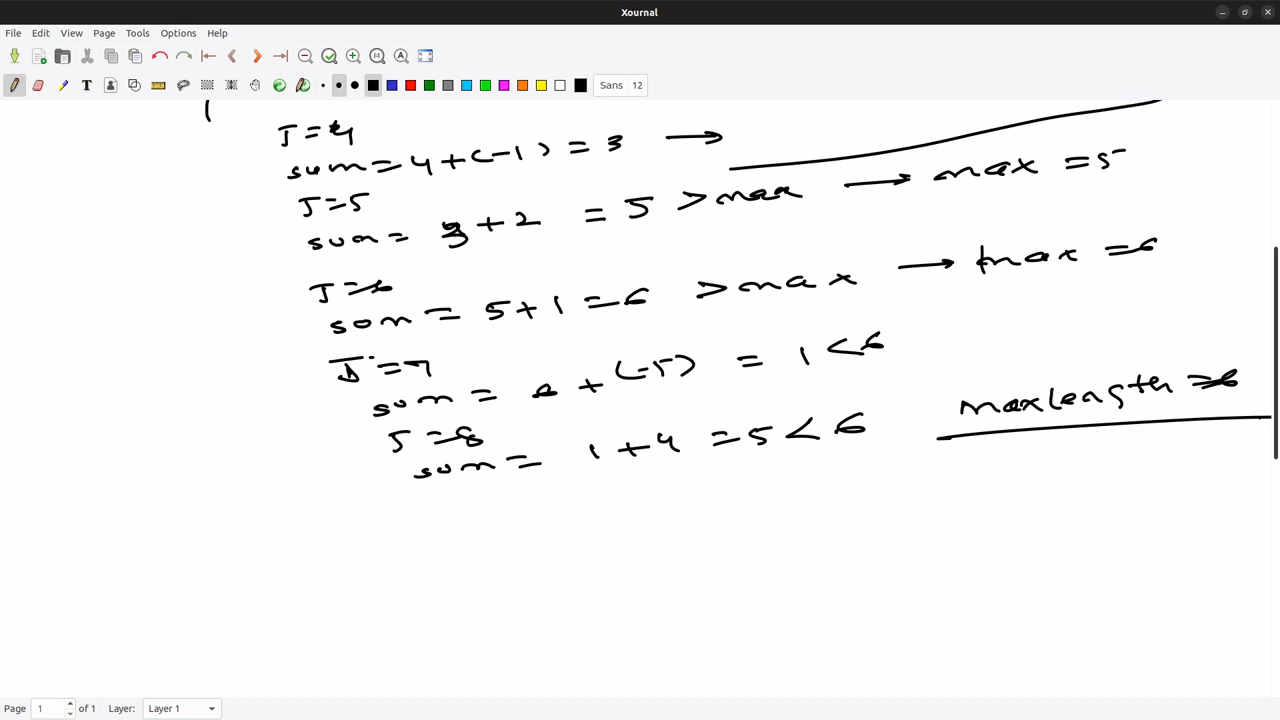 Xournal
File Edit View Page Tools Options Help
Sans 12
J=4
sum=4+(-1)=3 →
J=5
sum= 3+2 =5 >max → max =5
J=6
sum= 5+1=6 >max → max =6
J=7
sum= 6+(-5) = 1<6
J=8
sum= 1+4 =5<6
maxlength=6
Page 1 of 1 Layer: Layer 1